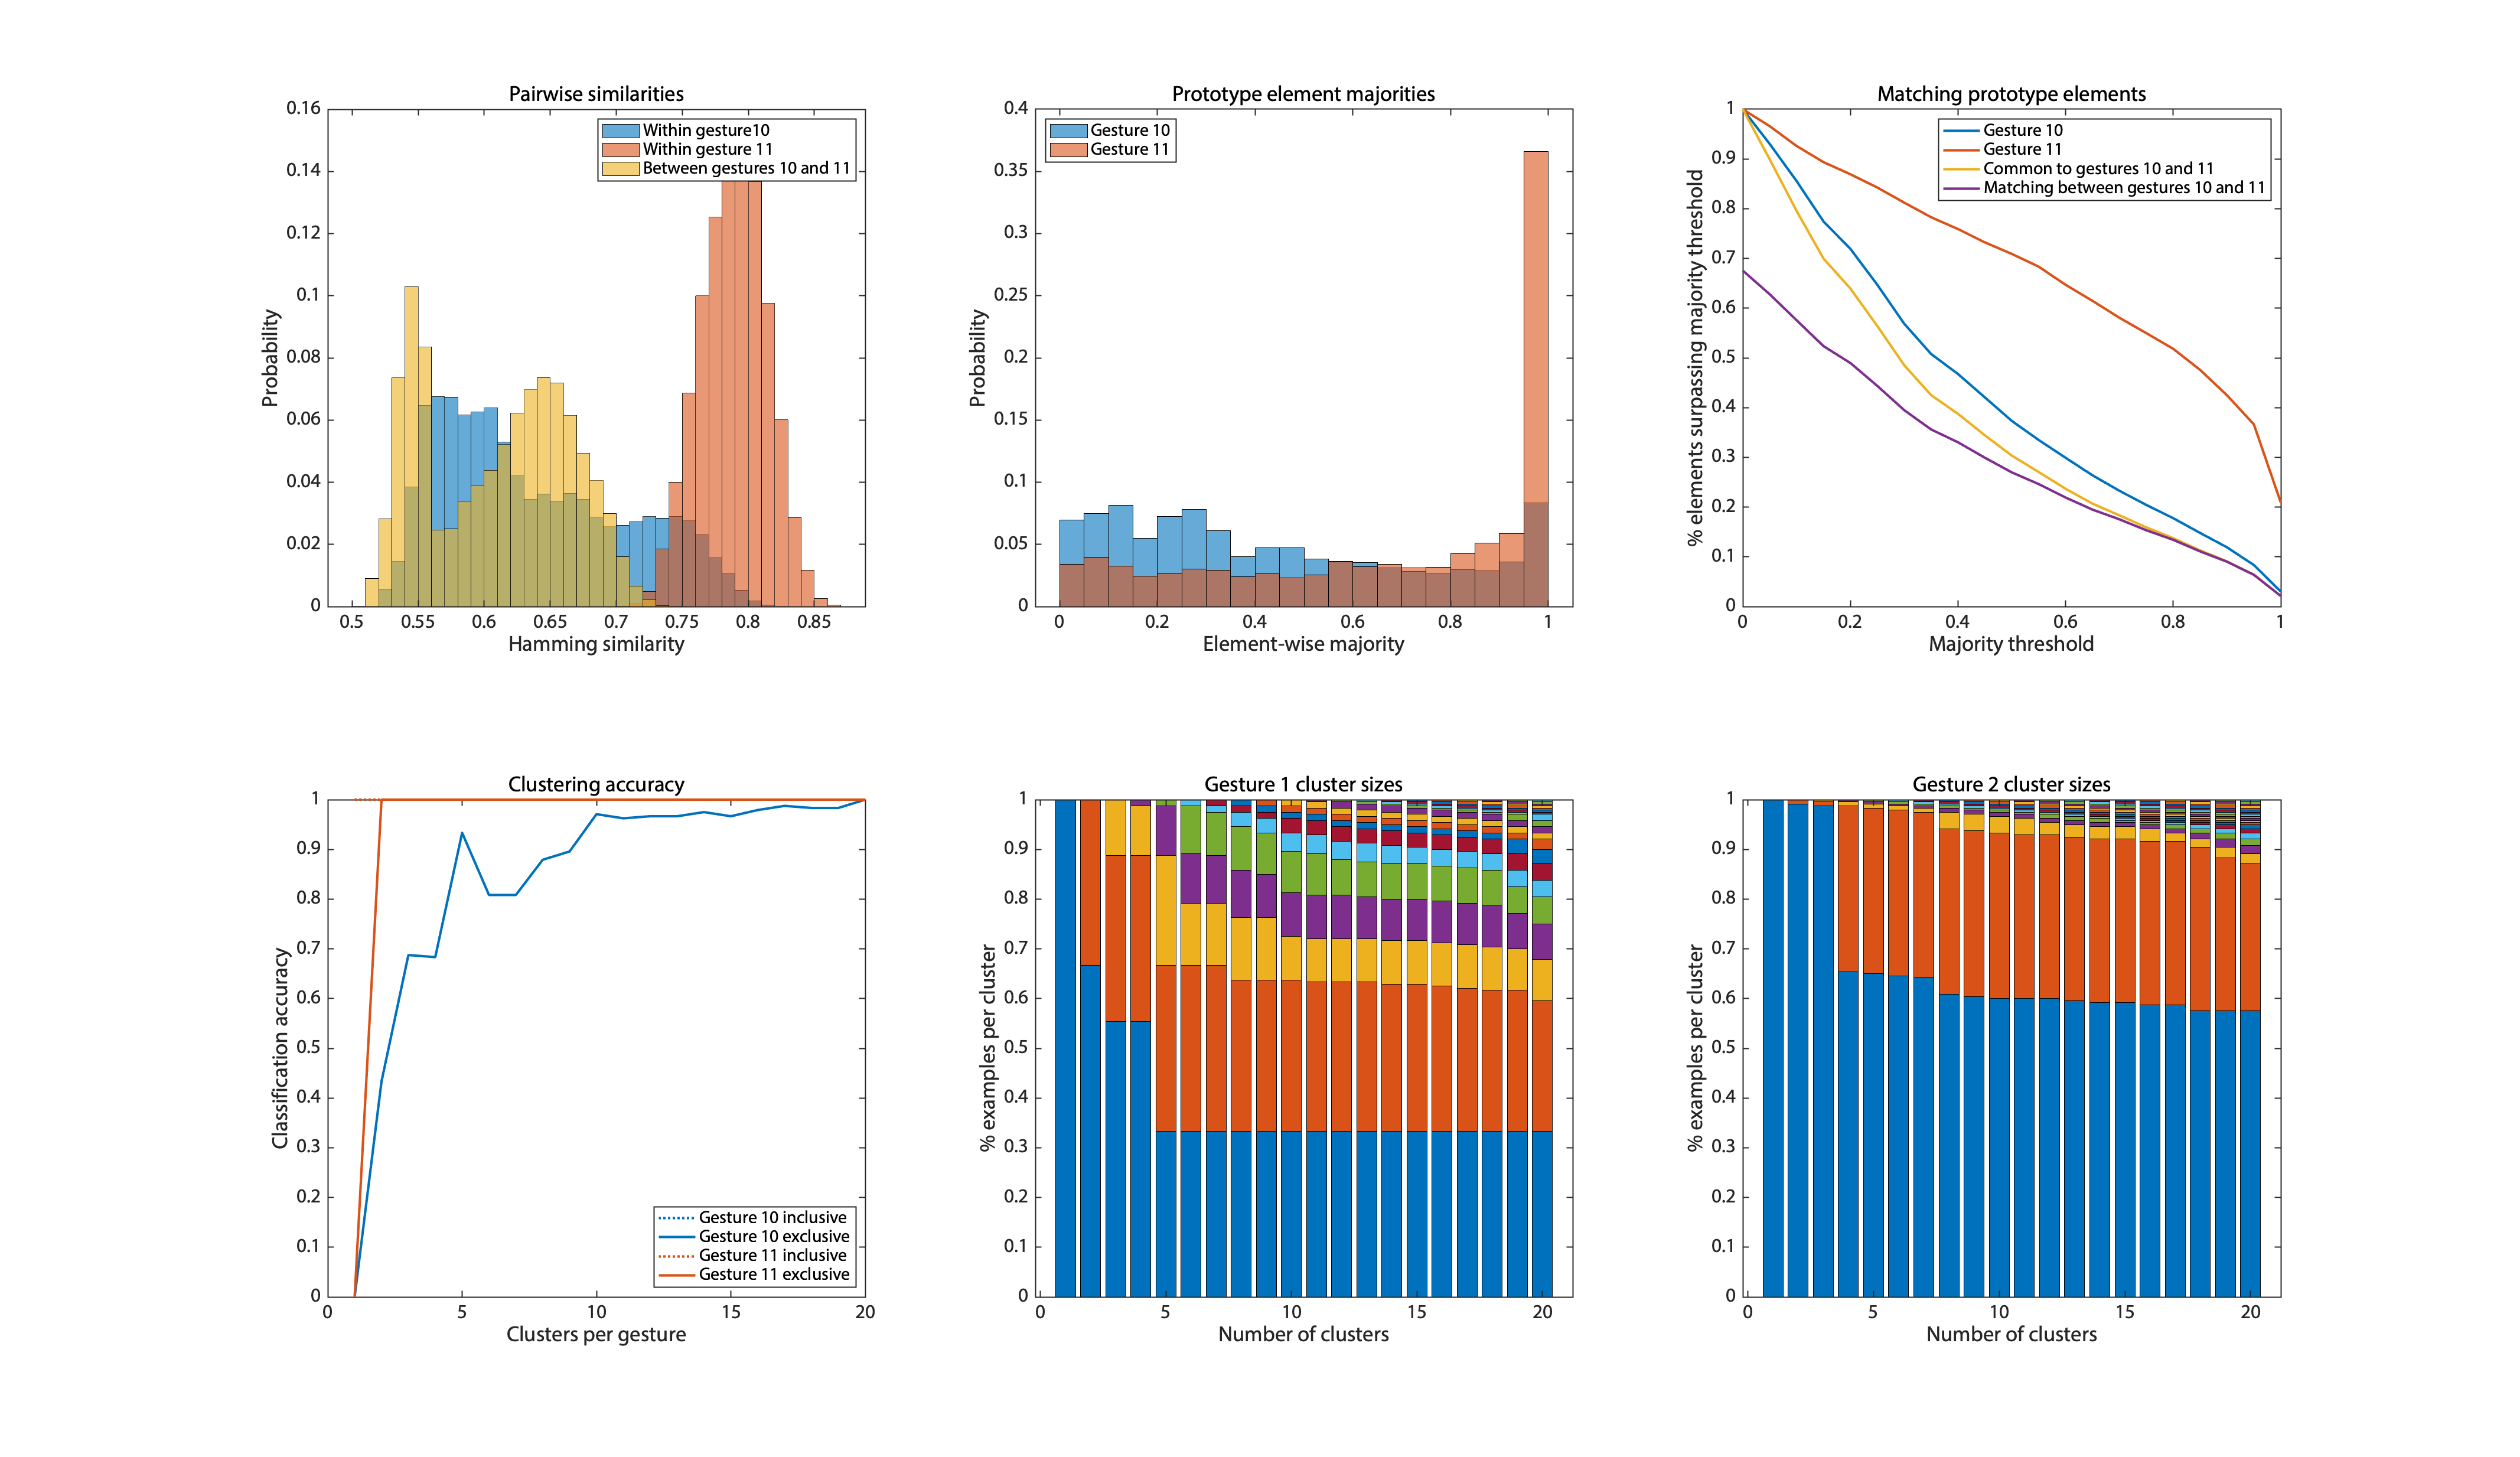 Pairwise similarities
0.16
0.14
0.12
0.1
0.08
0.06
0.04
0.02
0
Probability
Within gesture10
Within gesture 11
Between gestures 10 and 11
0.5 0.55 0.6 0.65 0.7 0.75 0.8 0.85
Hamming similarity
Prototype element majorities
0.4
0.35
0.3
0.25
0.2
0.15
0.1
0.05
0
Probability
Gesture 10
Gesture 11
0 0.2 0.4 0.6 0.8 1
Element-wise majority
Matching prototype elements
1
0.9
0.8
0.7
0.6
0.5
0.4
0.3
0.2
0.1
0
% elements surpassing majority threshold
Gesture 10
Gesture 11
Common to gestures 10 and 11
Matching between gestures 10 and 11
0 0.2 0.4 0.6 0.8 1
Majority threshold
Clustering accuracy
1
0.9
0.8
0.7
0.6
0.5
0.4
0.3
0.2
0.1
0
Classification accuracy
Gesture 10 inclusive
Gesture 10 exclusive
Gesture 11 inclusive
Gesture 11 exclusive
0 5 10 15 20
Clusters per gesture
Gesture 1 cluster sizes
1
0.9
0.8
0.7
0.6
0.5
0.4
0.3
0.2
0.1
0
% examples per cluster
0 5 10 15 20
Number of clusters
Gesture 2 cluster sizes
1
0.9
0.8
0.7
0.6
0.5
0.4
0.3
0.2
0.1
0
% examples per cluster
0 5 10 15 20
Number of clusters